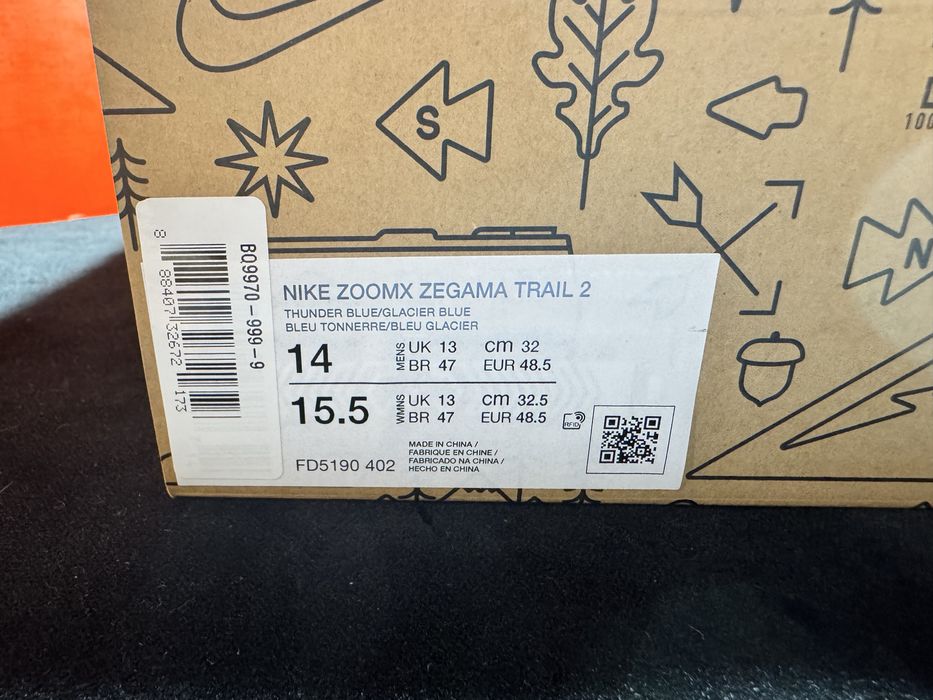 S
100
N
BQ9970-999-9
8 88407 32672 173
NIKE ZOOMX ZEGAMA TRAIL 2
THUNDER BLUE/GLACIER BLUE
BLEU TONNERRE/BLEU GLACIER
14 MENS UK 13 cm 32
BR 47 EUR 48.5
15.5 WMNS UK 13 cm 32.5
BR 47 EUR 48.5
RFID
FD5190 402
MADE IN CHINA /
FABRIQUE EN CHINE /
FABRICADO NA CHINA /
HECHO EN CHINA